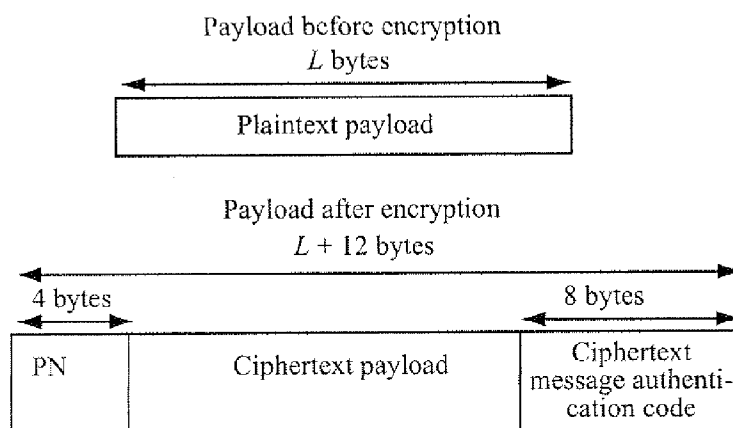 Payload before encryption
L bytes
Plaintext payload
Payload after encryption
L + 12 bytes
4 bytes
8 bytes
PN
Ciphertext payload
Ciphertext
message authenti-
cation code